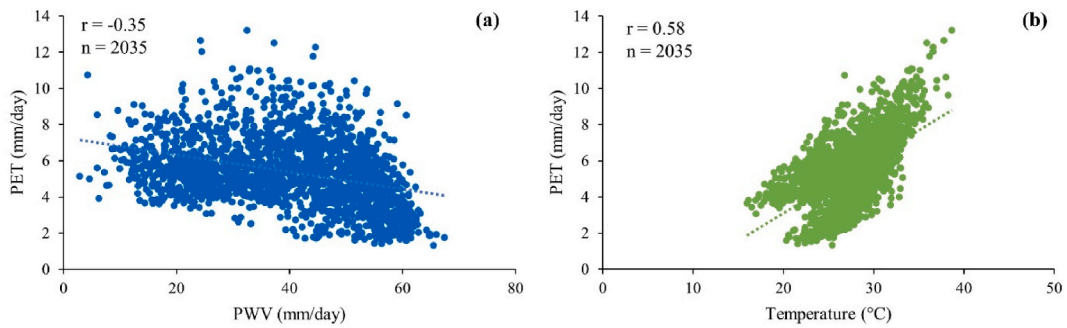 (a)
r = -0.35
n = 2035
PET (mm/day)
14
12
10
8
6
4
2
0
0 20 40 60 80
PWV (mm/day)
(b)
r = 0.58
n = 2035
PET (mm/day)
14
12
10
8
6
4
2
0
0 10 20 30 40 50
Temperature (°C)